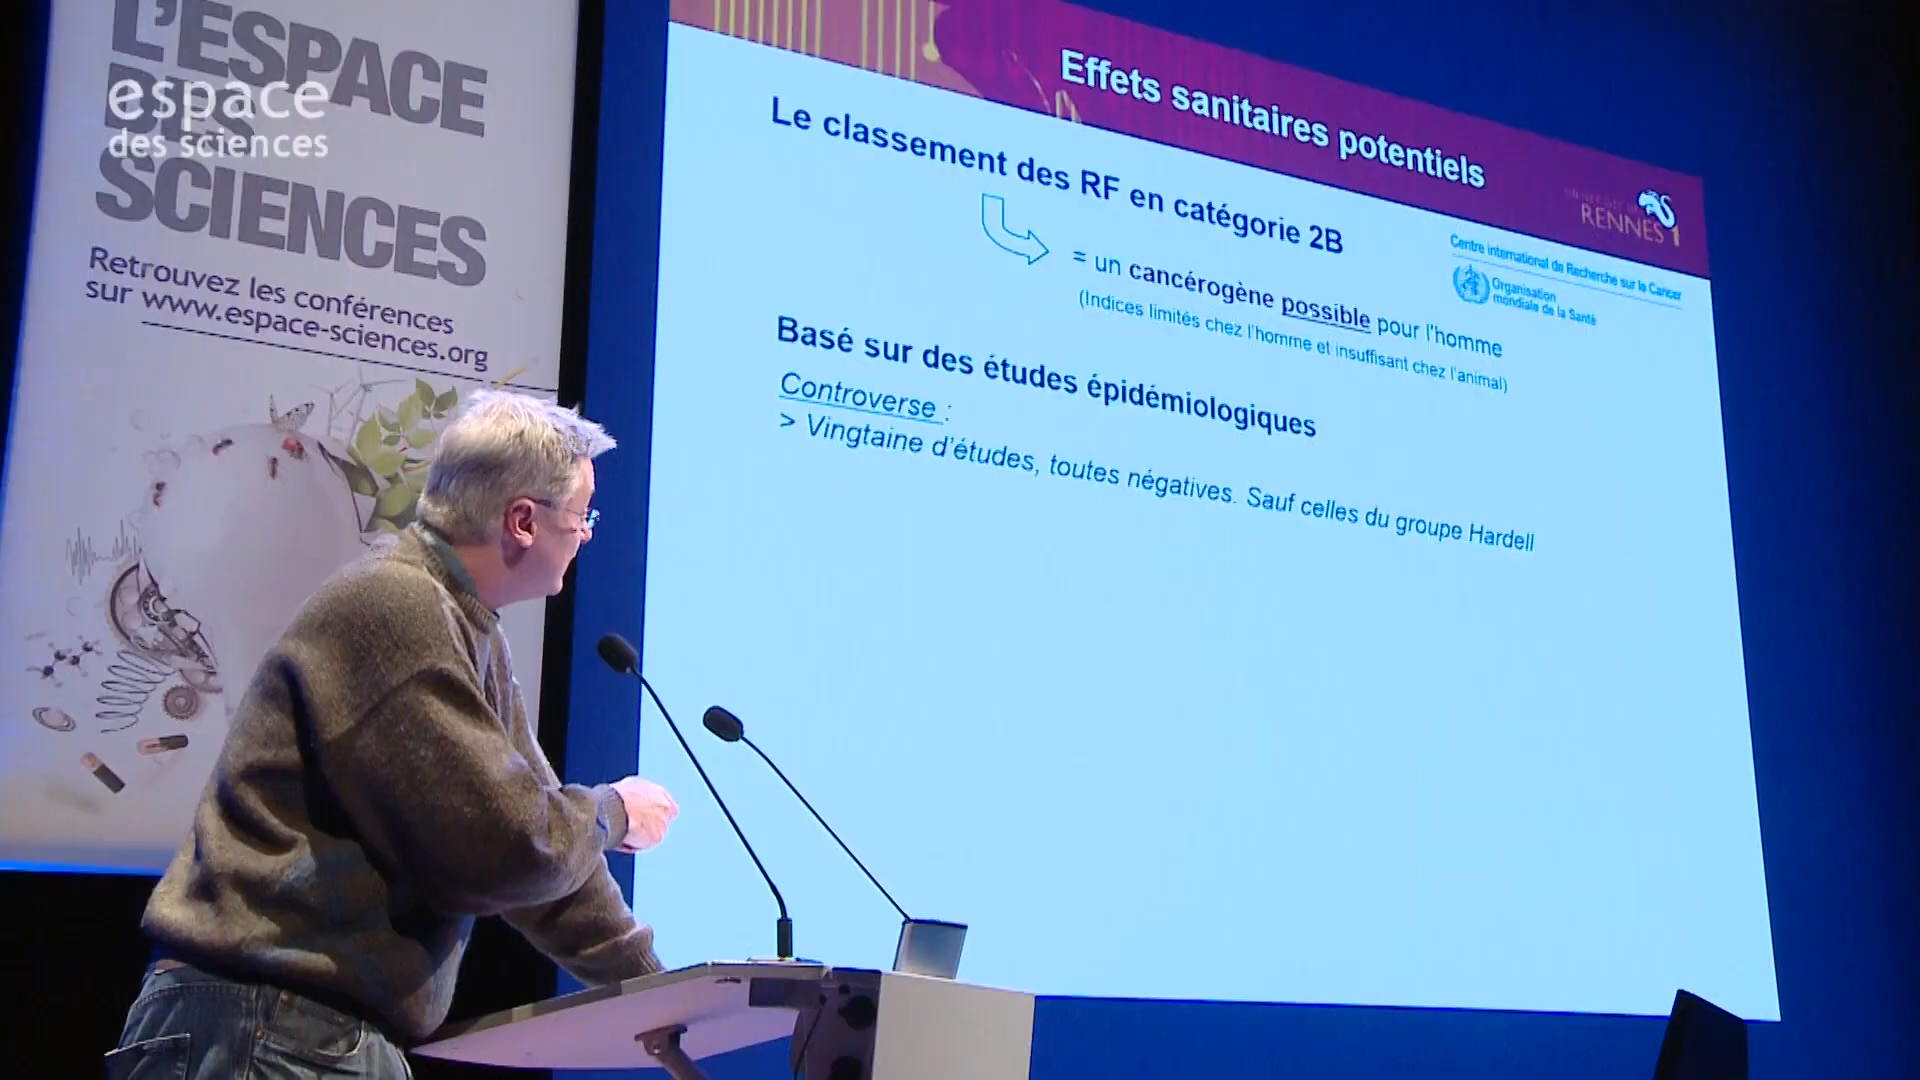 L'ESPACE
DES
SCIENCES
espace
des sciences
Retrouvez les conférences
sur www.espace-sciences.org
Effets sanitaires potentiels
UNIVERSITÉ DE
RENNES 1
Le classement des RF en catégorie 2B
Centre international de Recherche sur le Cancer
Organisation
mondiale de la Santé
= un cancérogène possible pour l'homme
(Indices limités chez l'homme et insuffisant chez l'animal)
Basé sur des études épidémiologiques
Controverse :
> Vingtaine d'études, toutes négatives. Sauf celles du groupe Hardell